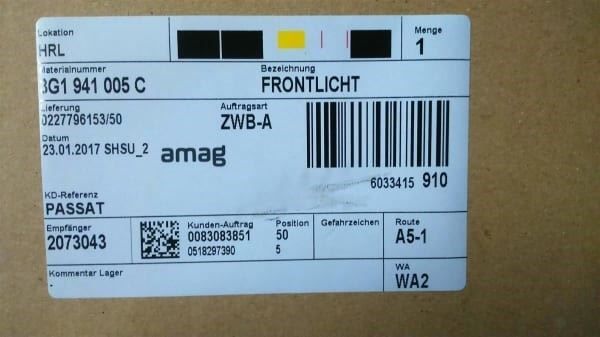 Lokation
HRL
Menge
1
Materialnummer
3G1 941 005 C
Bezeichnung
FRONTLICHT
Lieferung
0227796153/50
Auftragsart
ZWB-A
Datum
23.01.2017 SHSU_2
amag
6033415 910
KD-Referenz
PASSAT
Empfänger
2073043
Kunden-Auftrag
0083083851
0518297390
Position
50
5
Gefahrzeichen
Route
A5-1
Kommentar Lager
WA
WA2